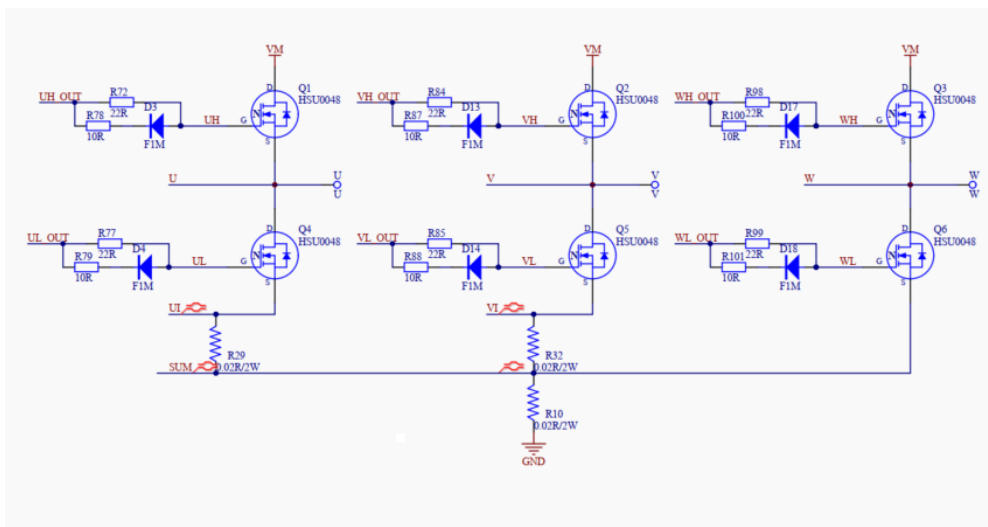 VM
VM
VM
UH_OUT
R72
22R
R78
10R
D3
F1M
UH
G
D
S
N
Q1
HSU0048
VH_OUT
R84
22R
R87
10R
D13
F1M
VH
G
D
S
N
Q2
HSU0048
WH_OUT
R98
22R
R100
10R
D17
F1M
WH
G
D
S
N
Q3
HSU0048
U
U
U
V
V
V
W
W
W
UL_OUT
R77
22R
R79
10R
D4
F1M
UL
G
D
S
N
Q4
HSU0048
VL_OUT
R85
22R
R88
10R
D14
F1M
VL
G
D
S
N
Q5
HSU0048
WL_OUT
R99
22R
R101
10R
D18
F1M
WL
G
D
S
N
Q6
HSU0048
UI
VI
R29
0.02R/2W
R32
0.02R/2W
SUM
R10
0.02R/2W
GND